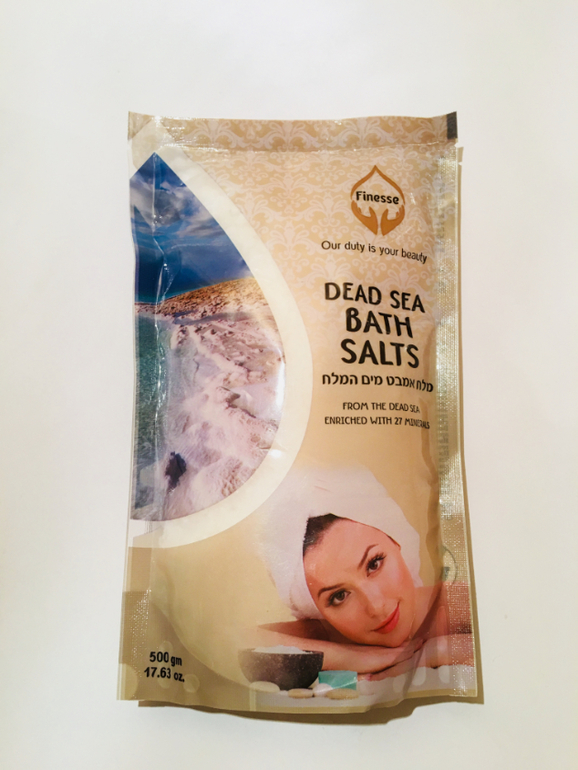 Finesse
Our duty is your beauty
DEAD SEA
BATH
SALTS
מלח אמבט מים המלח
FROM THE DEAD SEA
ENRICHED WITH 27 MINERALS
500 gm
17.63 oz.